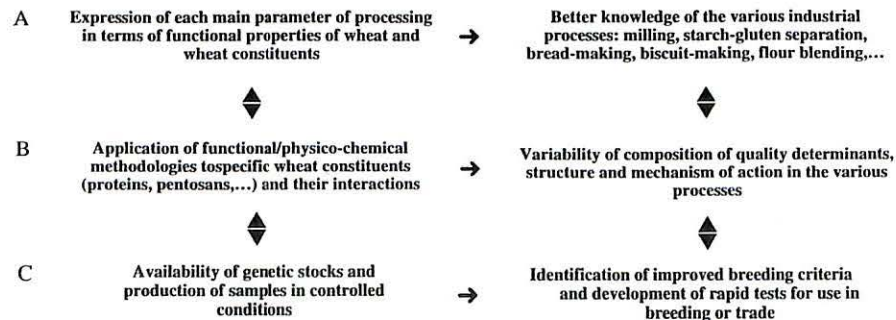 A
Expression of each main parameter of processing
in terms of functional properties of wheat and
wheat constituents
→
Better knowledge of the various industrial
processes: milling, starch-gluten separation,
bread-making, biscuit-making, flour blending,...
B
Application of functional/physico-chemical
methodologies tospecific wheat constituents
(proteins, pentosans,...) and their interactions
→
Variability of composition of quality determinants,
structure and mechanism of action in the various
processes
C
Availability of genetic stocks and
production of samples in controlled
conditions
→
Identification of improved breeding criteria
and development of rapid tests for use in
breeding or trade